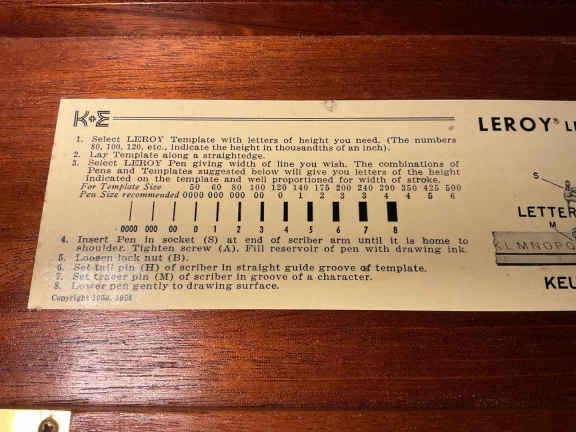 K+E
1. Select LEROY Template with letters of height you need. (The numbers
80, 100, 120, etc., indicate the height in thousandths of an inch).
2. Lay Template along a straightedge.
3. Select LEROY Pen giving width of line you wish. The combinations of
Pens and Templates suggested below will give you letters of the height
indicated on the template and well proportioned for width of stroke.
For Template Size 50 60 80 100 120 140 175 200 240 290 350 425 500
Pen Size recommended 0000 000 000 00 0 1 2 3 3 4 4 5 6
0000 000 00 0 1 2 3 4 5 6 7 8
4. Insert Pen in socket (S) at end of scriber arm until it is home to
shoulder. Tighten screw (A). Fill reservoir of pen with drawing ink.
5. Loosen lock nut (B).
6. Set tail pin (H) of scriber in straight guide groove of template.
7. Set tracer pin (M) of scriber in groove of a character.
8. Lower pen gently to drawing surface.
Copyright
LEROY® LE
S
LETTER
M
KLMNOPQ
KEU